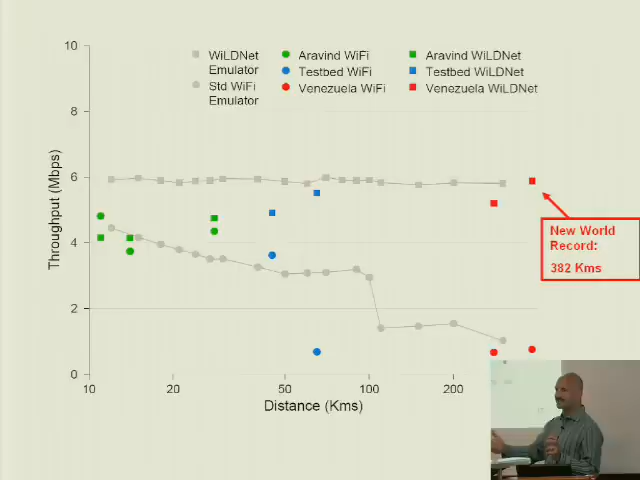 10
8
6
4
2
0
Throughput (Mbps)
WiLDNet
Emulator
Std WiFi
Emulator
Aravind WiFi
Testbed WiFi
Venezuela WiFi
Aravind WiLDNet
Testbed WiLDNet
Venezuela WiLDNet
New World
Record:
382 Kms
10
21
50
100
200
Distance (Kms)